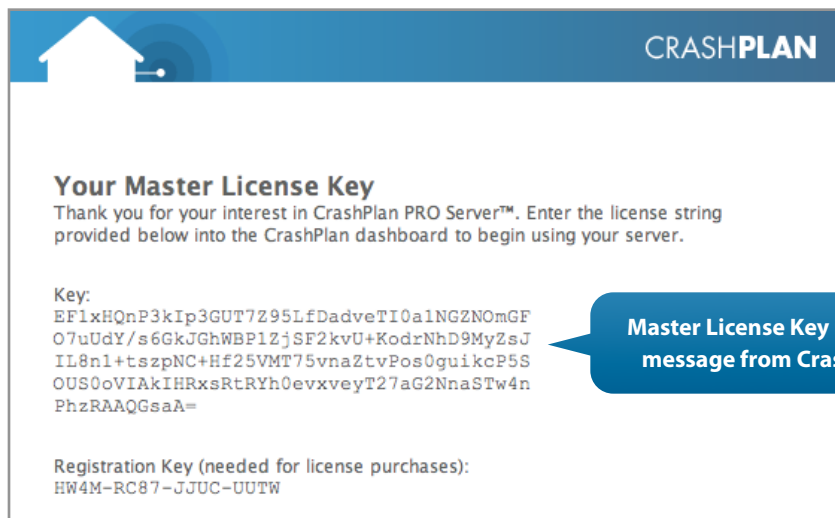 CRASHPLAN
Your Master License Key
Thank you for your interest in CrashPlan PRO Server™. Enter the license string
provided below into the CrashPlan dashboard to begin using your server.
Key:
EFlxHQnP3kIp3GUT7Z95LfDadveTI0a1NGZNOmGF
O7uUdY/s6GkJGhWBP1ZjSF2kvU+KodrNhD9MyZsJ
IL8nl+tszpNC+Hf25VMT75vnaZtvPos0guikcP5S
OUS0oVIAkIHRxsRtRYh0evxveyT27aG2NnaSTw4n
PhzRAAQGsaA=
Master License Key
message from Cras
Registration Key (needed for license purchases):
HW4M-RC87-JJUC-UUTW